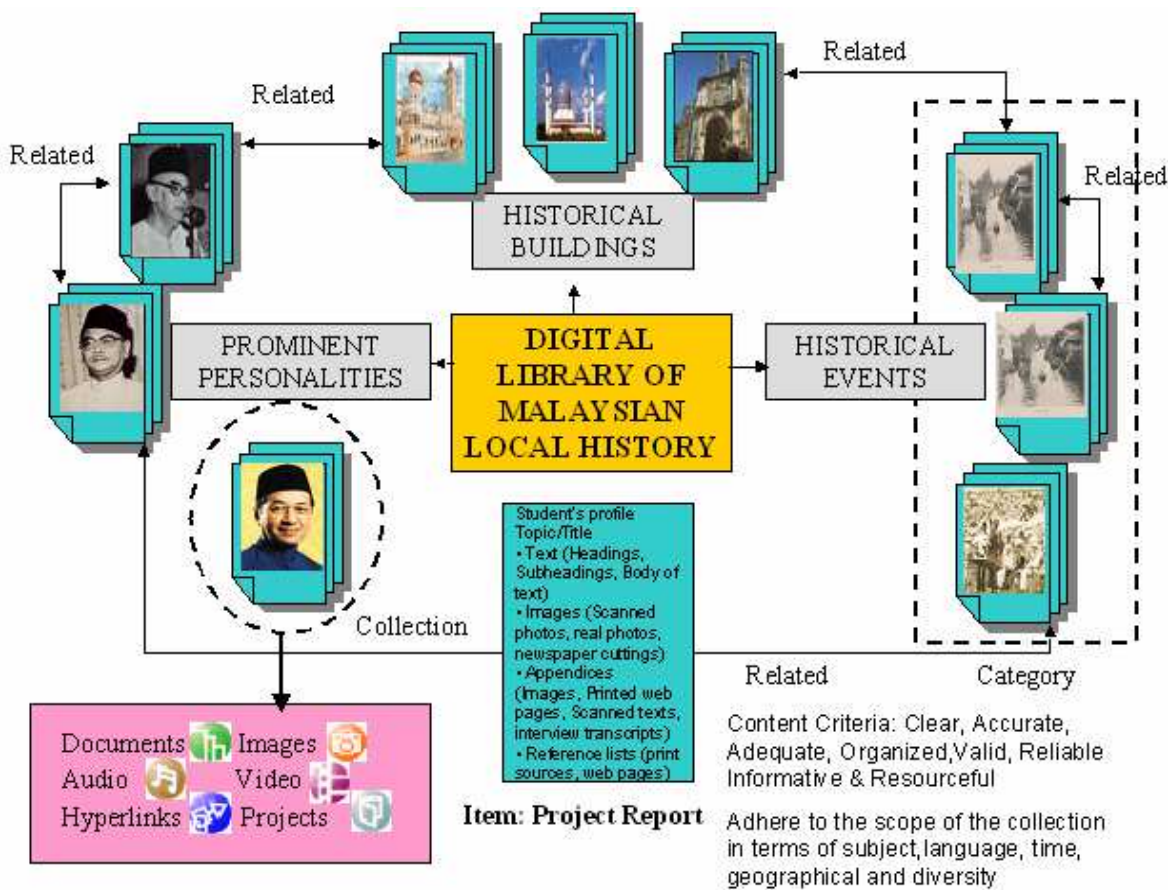 Related
Related
Related
Related
HISTORICAL
BUILDINGS
PROMINENT
PERSONALITIES
DIGITAL
LIBRARY OF
MALAYSIAN
LOCAL HISTORY
HISTORICAL
EVENTS
Collection
Student's profile
Topic/Title
• Text (Headings,
Subheadings, Body of
text)
• Images (Scanned
photos, real photos,
newspaper cuttings)
• Appendices
(Images, Printed web
pages, Scanned texts,
interview transcripts)
• Reference lists (print
sources, web pages)
Item: Project Report
Related
Category
Documents Images
Audio Video
Hyperlinks Projects
Content Criteria: Clear, Accurate,
Adequate, Organized,Valid, Reliable
Informative & Resourceful
Adhere to the scope of the collection
in terms of subject,language, time,
geographical and diversity